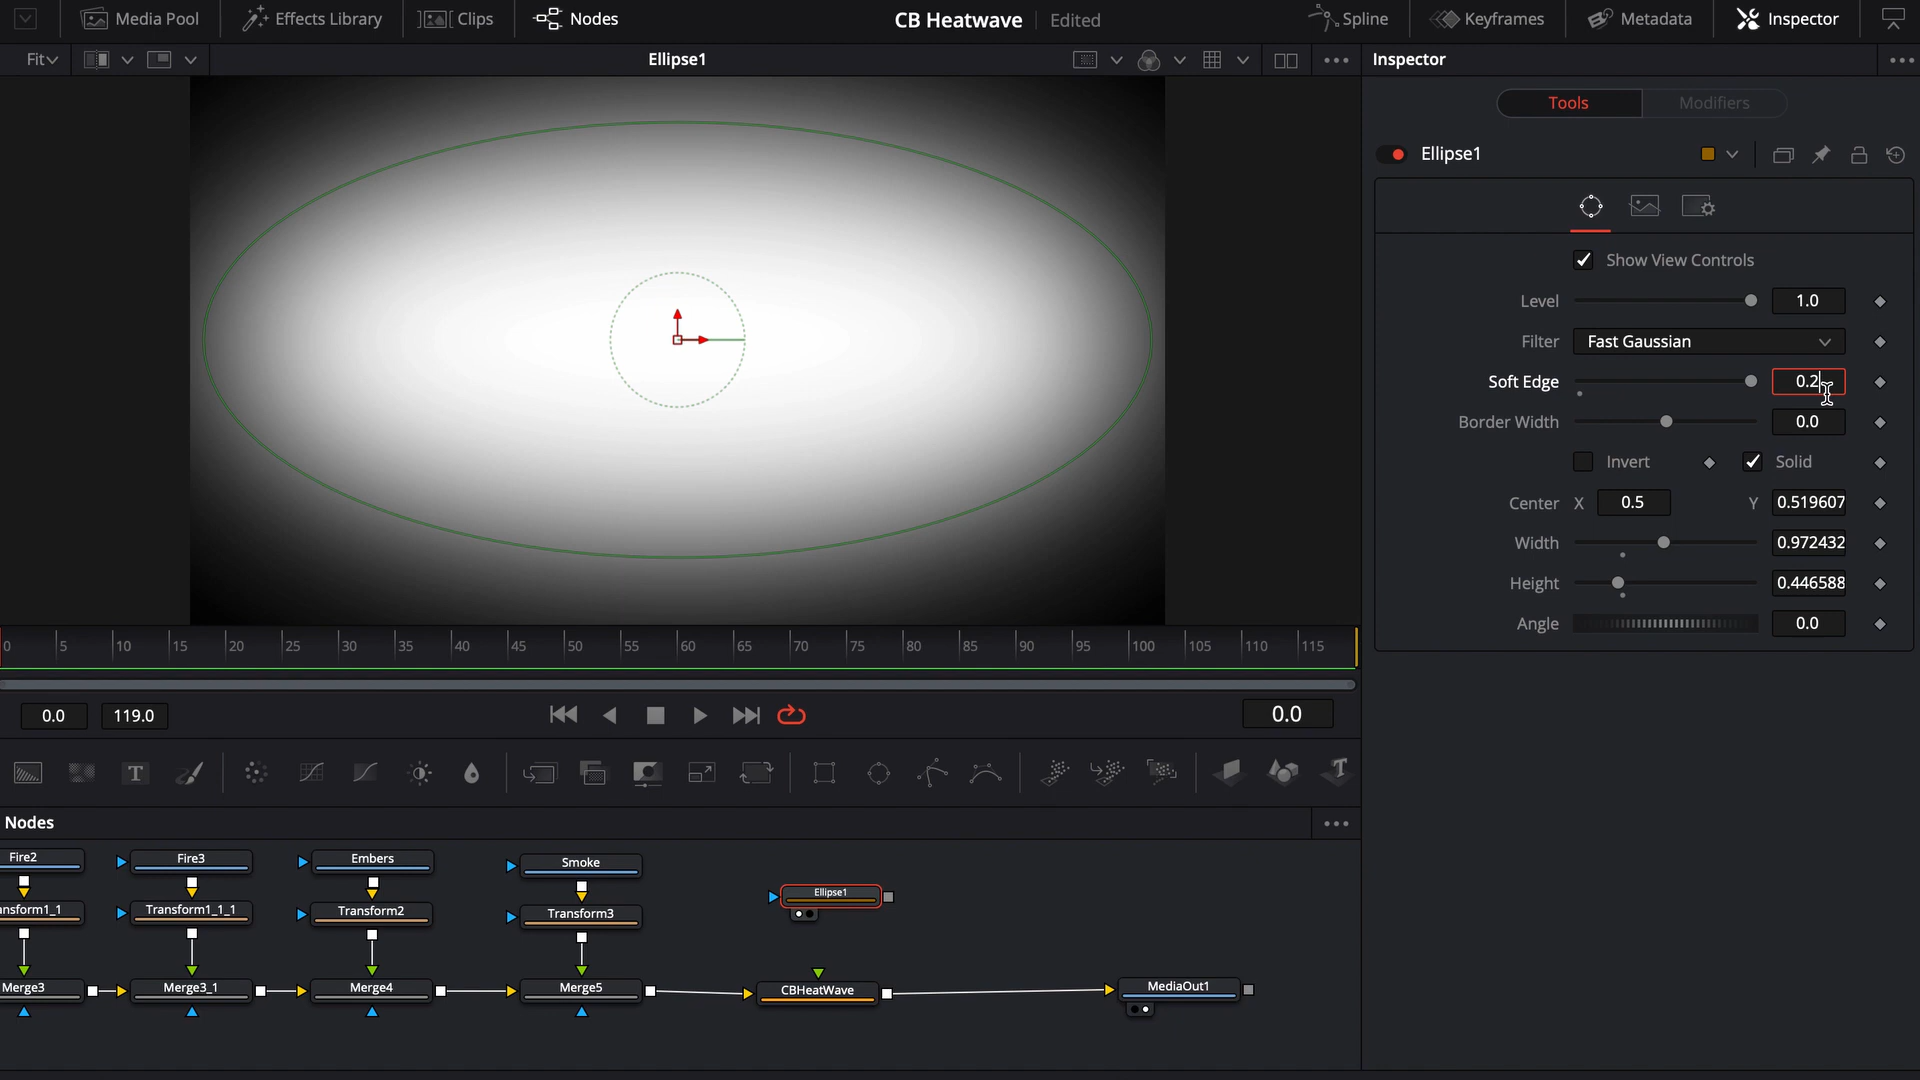 Media Pool
Effects Library
Clips
Nodes
CB Heatwave
Edited
Spline
Keyframes
Metadata
Inspector
Fit
Ellipse1
Inspector
Tools
Modifiers
Ellipse1
Show View Controls
Level 1.0
Filter Fast Gaussian
Soft Edge 0.2
Border Width 0.0
Invert Solid
Center X 0.5 Y 0.519607
Width 0.972432
Height 0.446588
Angle 0.0
0 5 10 15 20 25 30 35 40 45 50 55 60 65 70 75 80 85 90 95 100 105 110 115
0.0 119.0 0.0
Nodes
Fire2 Fire3 Embers Smoke Ellipse1
ansform1_1 Transform1_1_1 Transform2 Transform3
Merge3 Merge3_1 Merge4 Merge5 CBHeatWave MediaOut1